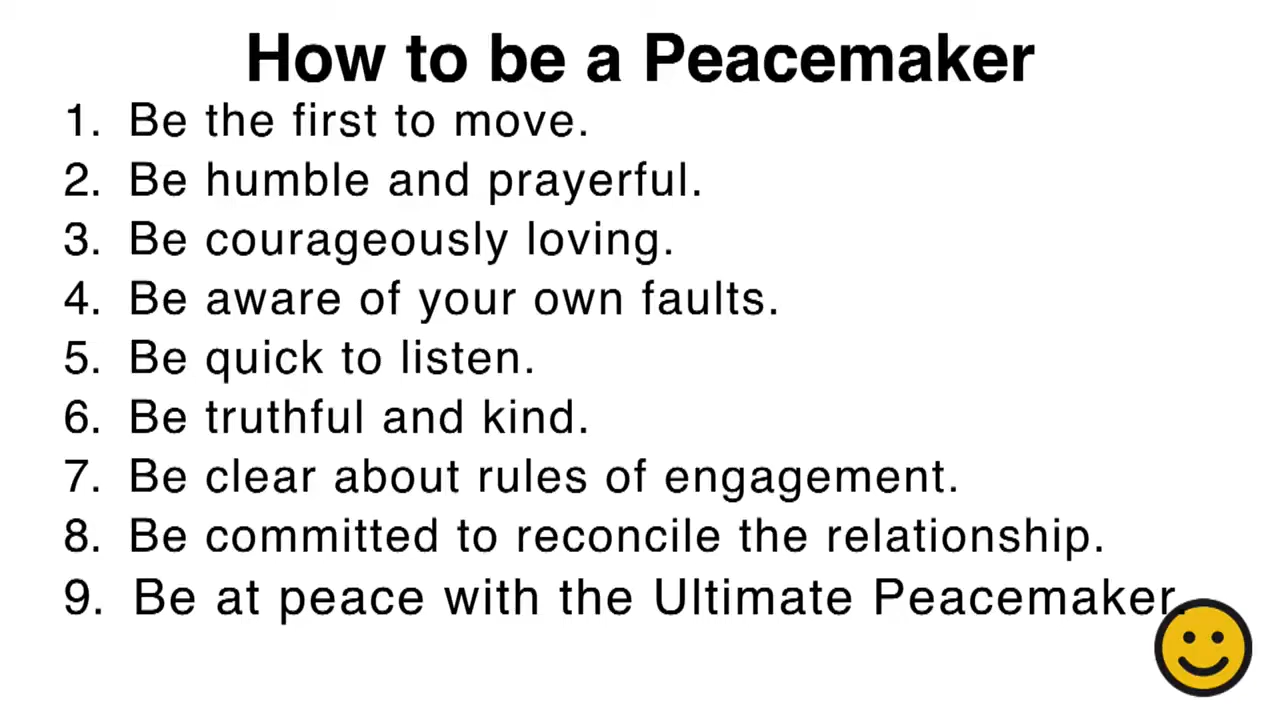 How to be a Peacemaker
1. Be the first to move.
2. Be humble and prayerful.
3. Be courageously loving.
4. Be aware of your own faults.
5. Be quick to listen.
6. Be truthful and kind.
7. Be clear about rules of engagement.
8. Be committed to reconcile the relationship.
9. Be at peace with the Ultimate Peacemaker.